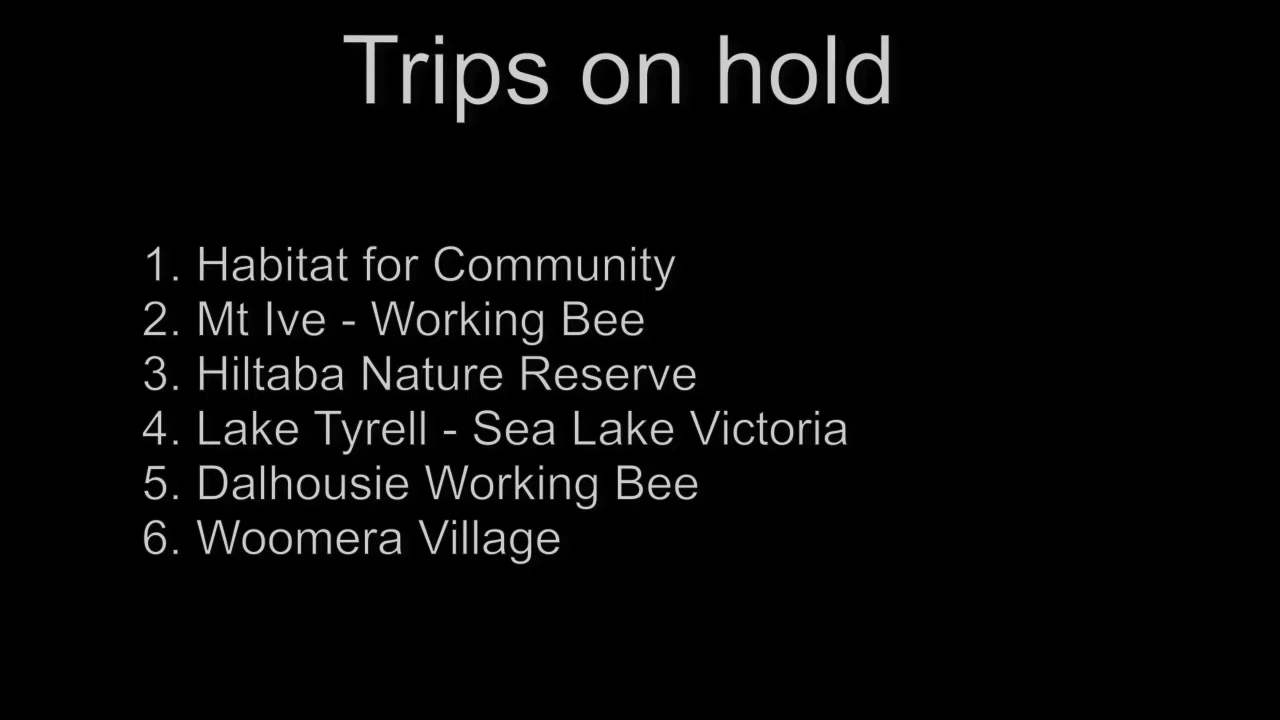 Trips on hold
1. Habitat for Community
2. Mt Ive - Working Bee
3. Hiltaba Nature Reserve
4. Lake Tyrell - Sea Lake Victoria
5. Dalhousie Working Bee
6. Woomera Village